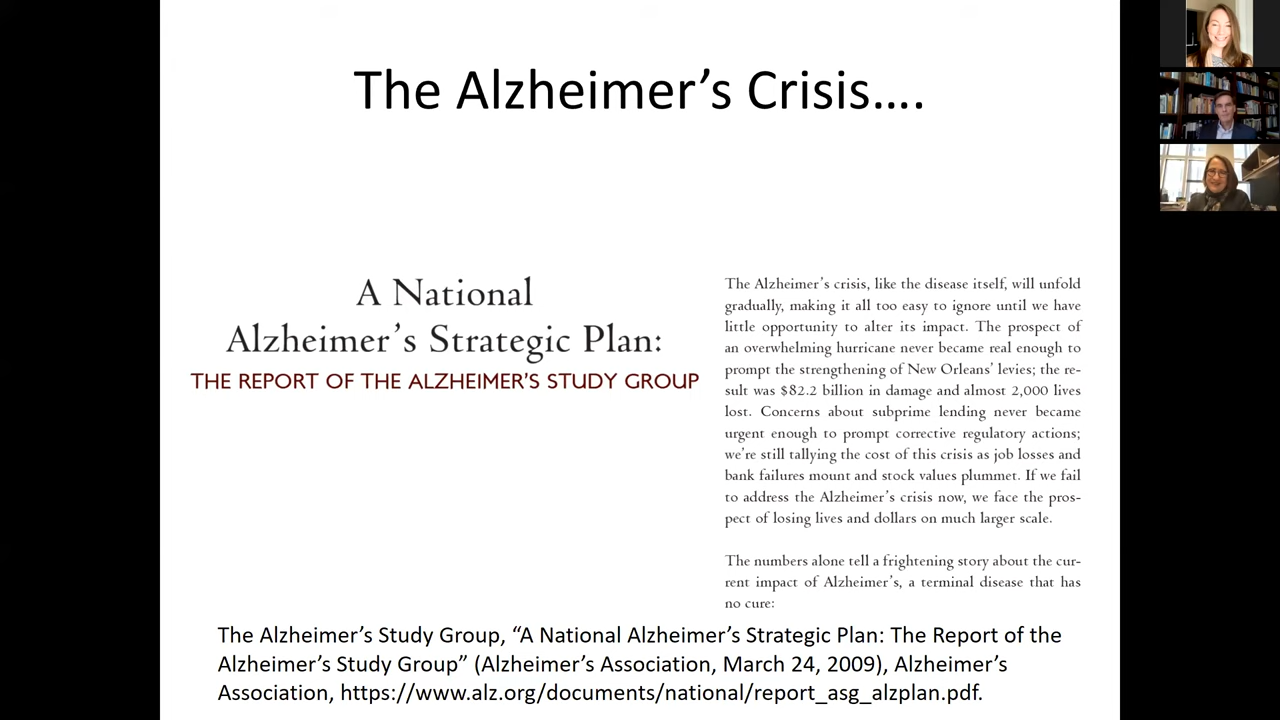 The Alzheimer’s Crisis….
A National
Alzheimer’s Strategic Plan:
THE REPORT OF THE ALZHEIMER’S STUDY GROUP
The Alzheimer’s crisis, like the disease itself, will unfold
gradually, making it all too easy to ignore until we have
little opportunity to alter its impact. The prospect of
an overwhelming hurricane never became real enough to
prompt the strengthening of New Orleans’ levies; the re-
sult was $82.2 billion in damage and almost 2,000 lives
lost. Concerns about subprime lending never became
urgent enough to prompt corrective regulatory actions;
we’re still tallying the cost of this crisis as job losses and
bank failures mount and stock values plummet. If we fail
to address the Alzheimer’s crisis now, we face the pros-
pect of losing lives and dollars on much larger scale.
The numbers alone tell a frightening story about the cur-
rent impact of Alzheimer’s, a terminal disease that has
no cure:
The Alzheimer’s Study Group, “A National Alzheimer’s Strategic Plan: The Report of the
Alzheimer’s Study Group” (Alzheimer’s Association, March 24, 2009), Alzheimer’s
Association, https://www.alz.org/documents/national/report_asg_alzplan.pdf.